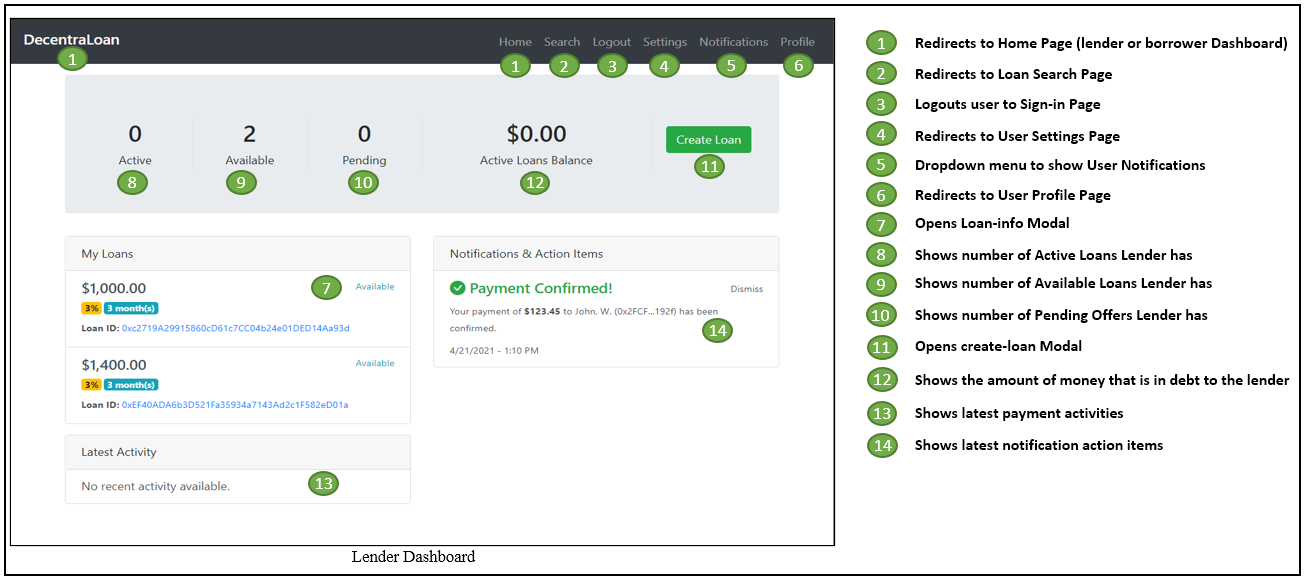 DecentraLoan
1
Home Search Logout Settings Notifications Profile
1 2 3 4 5 6
0 2 0 $0.00 Create Loan
Active Available Pending Active Loans Balance
8 9 10 12 11
My Loans
$1,000.00 7 Available
3% 3 month(s)
Loan ID: 0xc2719A29915860cD61c7CC04b24e01DED14Aa93d
$1,400.00 Available
3% 3 month(s)
Loan ID: 0xEF40ADA6b3D521Fa35934a7143Ad2c1F582eD01a
Latest Activity
No recent activity available. 13
Notifications & Action Items
Payment Confirmed! Dismiss
Your payment of $123.45 to John. W. (0x2FCF...192f) has been
confirmed. 14
4/21/2021 - 1:10 PM
Lender Dashboard
1 Redirects to Home Page (lender or borrower Dashboard)
2 Redirects to Loan Search Page
3 Logouts user to Sign-in Page
4 Redirects to User Settings Page
5 Dropdown menu to show User Notifications
6 Redirects to User Profile Page
7 Opens Loan-info Modal
8 Shows number of Active Loans Lender has
9 Shows number of Available Loans Lender has
10 Shows number of Pending Offers Lender has
11 Opens create-loan Modal
12 Shows the amount of money that is in debt to the lender
13 Shows latest payment activities
14 Shows latest notification action items